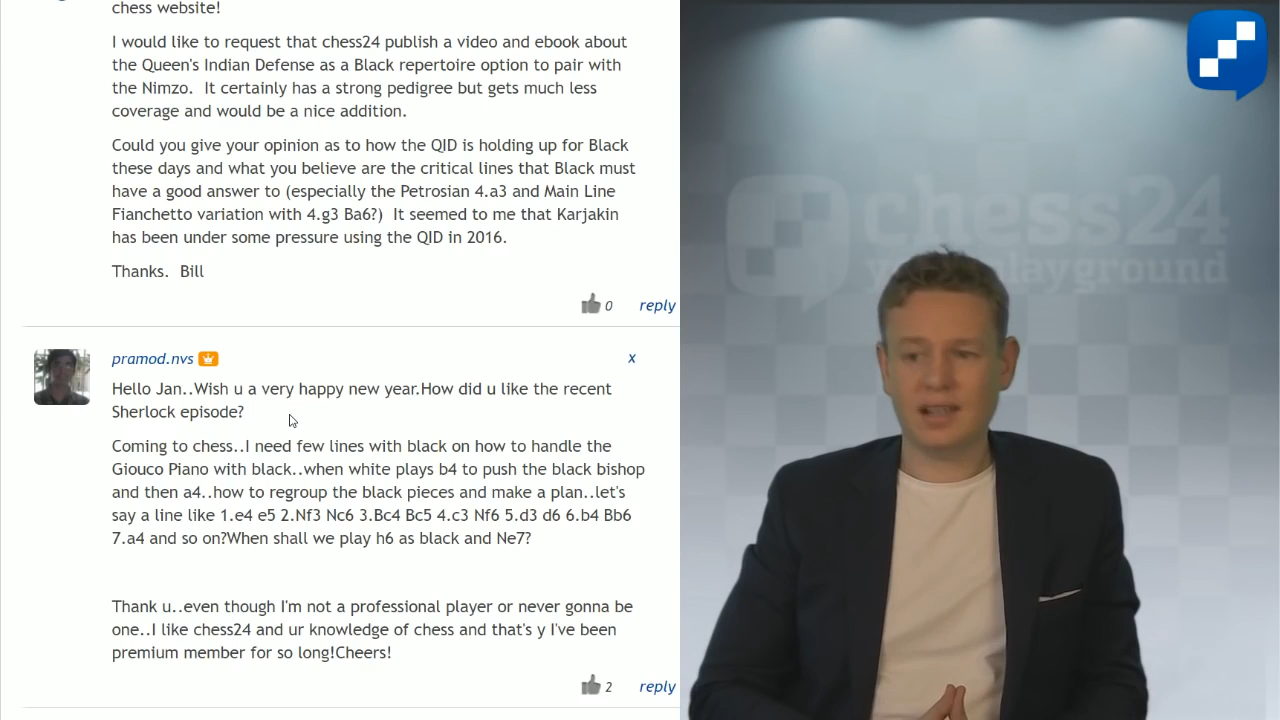 chess website!
I would like to request that chess24 publish a video and ebook about
the Queen's Indian Defense as a Black repertoire option to pair with
the Nimzo.  It certainly has a strong pedigree but gets much less
coverage and would be a nice addition.
Could you give your opinion as to how the QID is holding up for Black
these days and what you believe are the critical lines that Black must
have a good answer to (especially the Petrosian 4.a3 and Main Line
Fianchetto variation with 4.g3 Ba6?)  It seemed to me that Karjakin
has been under some pressure using the QID in 2016.
Thanks.  Bill
0 reply
pramod.nvs x
Hello Jan..Wish u a very happy new year.How did u like the recent
Sherlock episode?
Coming to chess..I need few lines with black on how to handle the
Giouco Piano with black..when white plays b4 to push the black bishop
and then a4..how to regroup the black pieces and make a plan..let's
say a line like 1.e4 e5 2.Nf3 Nc6 3.Bc4 Bc5 4.c3 Nf6 5.d3 d6 6.b4 Bb6
7.a4 and so on?When shall we play h6 as black and Ne7?
Thank u..even though I'm not a professional player or never gonna be
one..I like chess24 and ur knowledge of chess and that's y I've been
premium member for so long!Cheers!
2 reply
chess24
playground